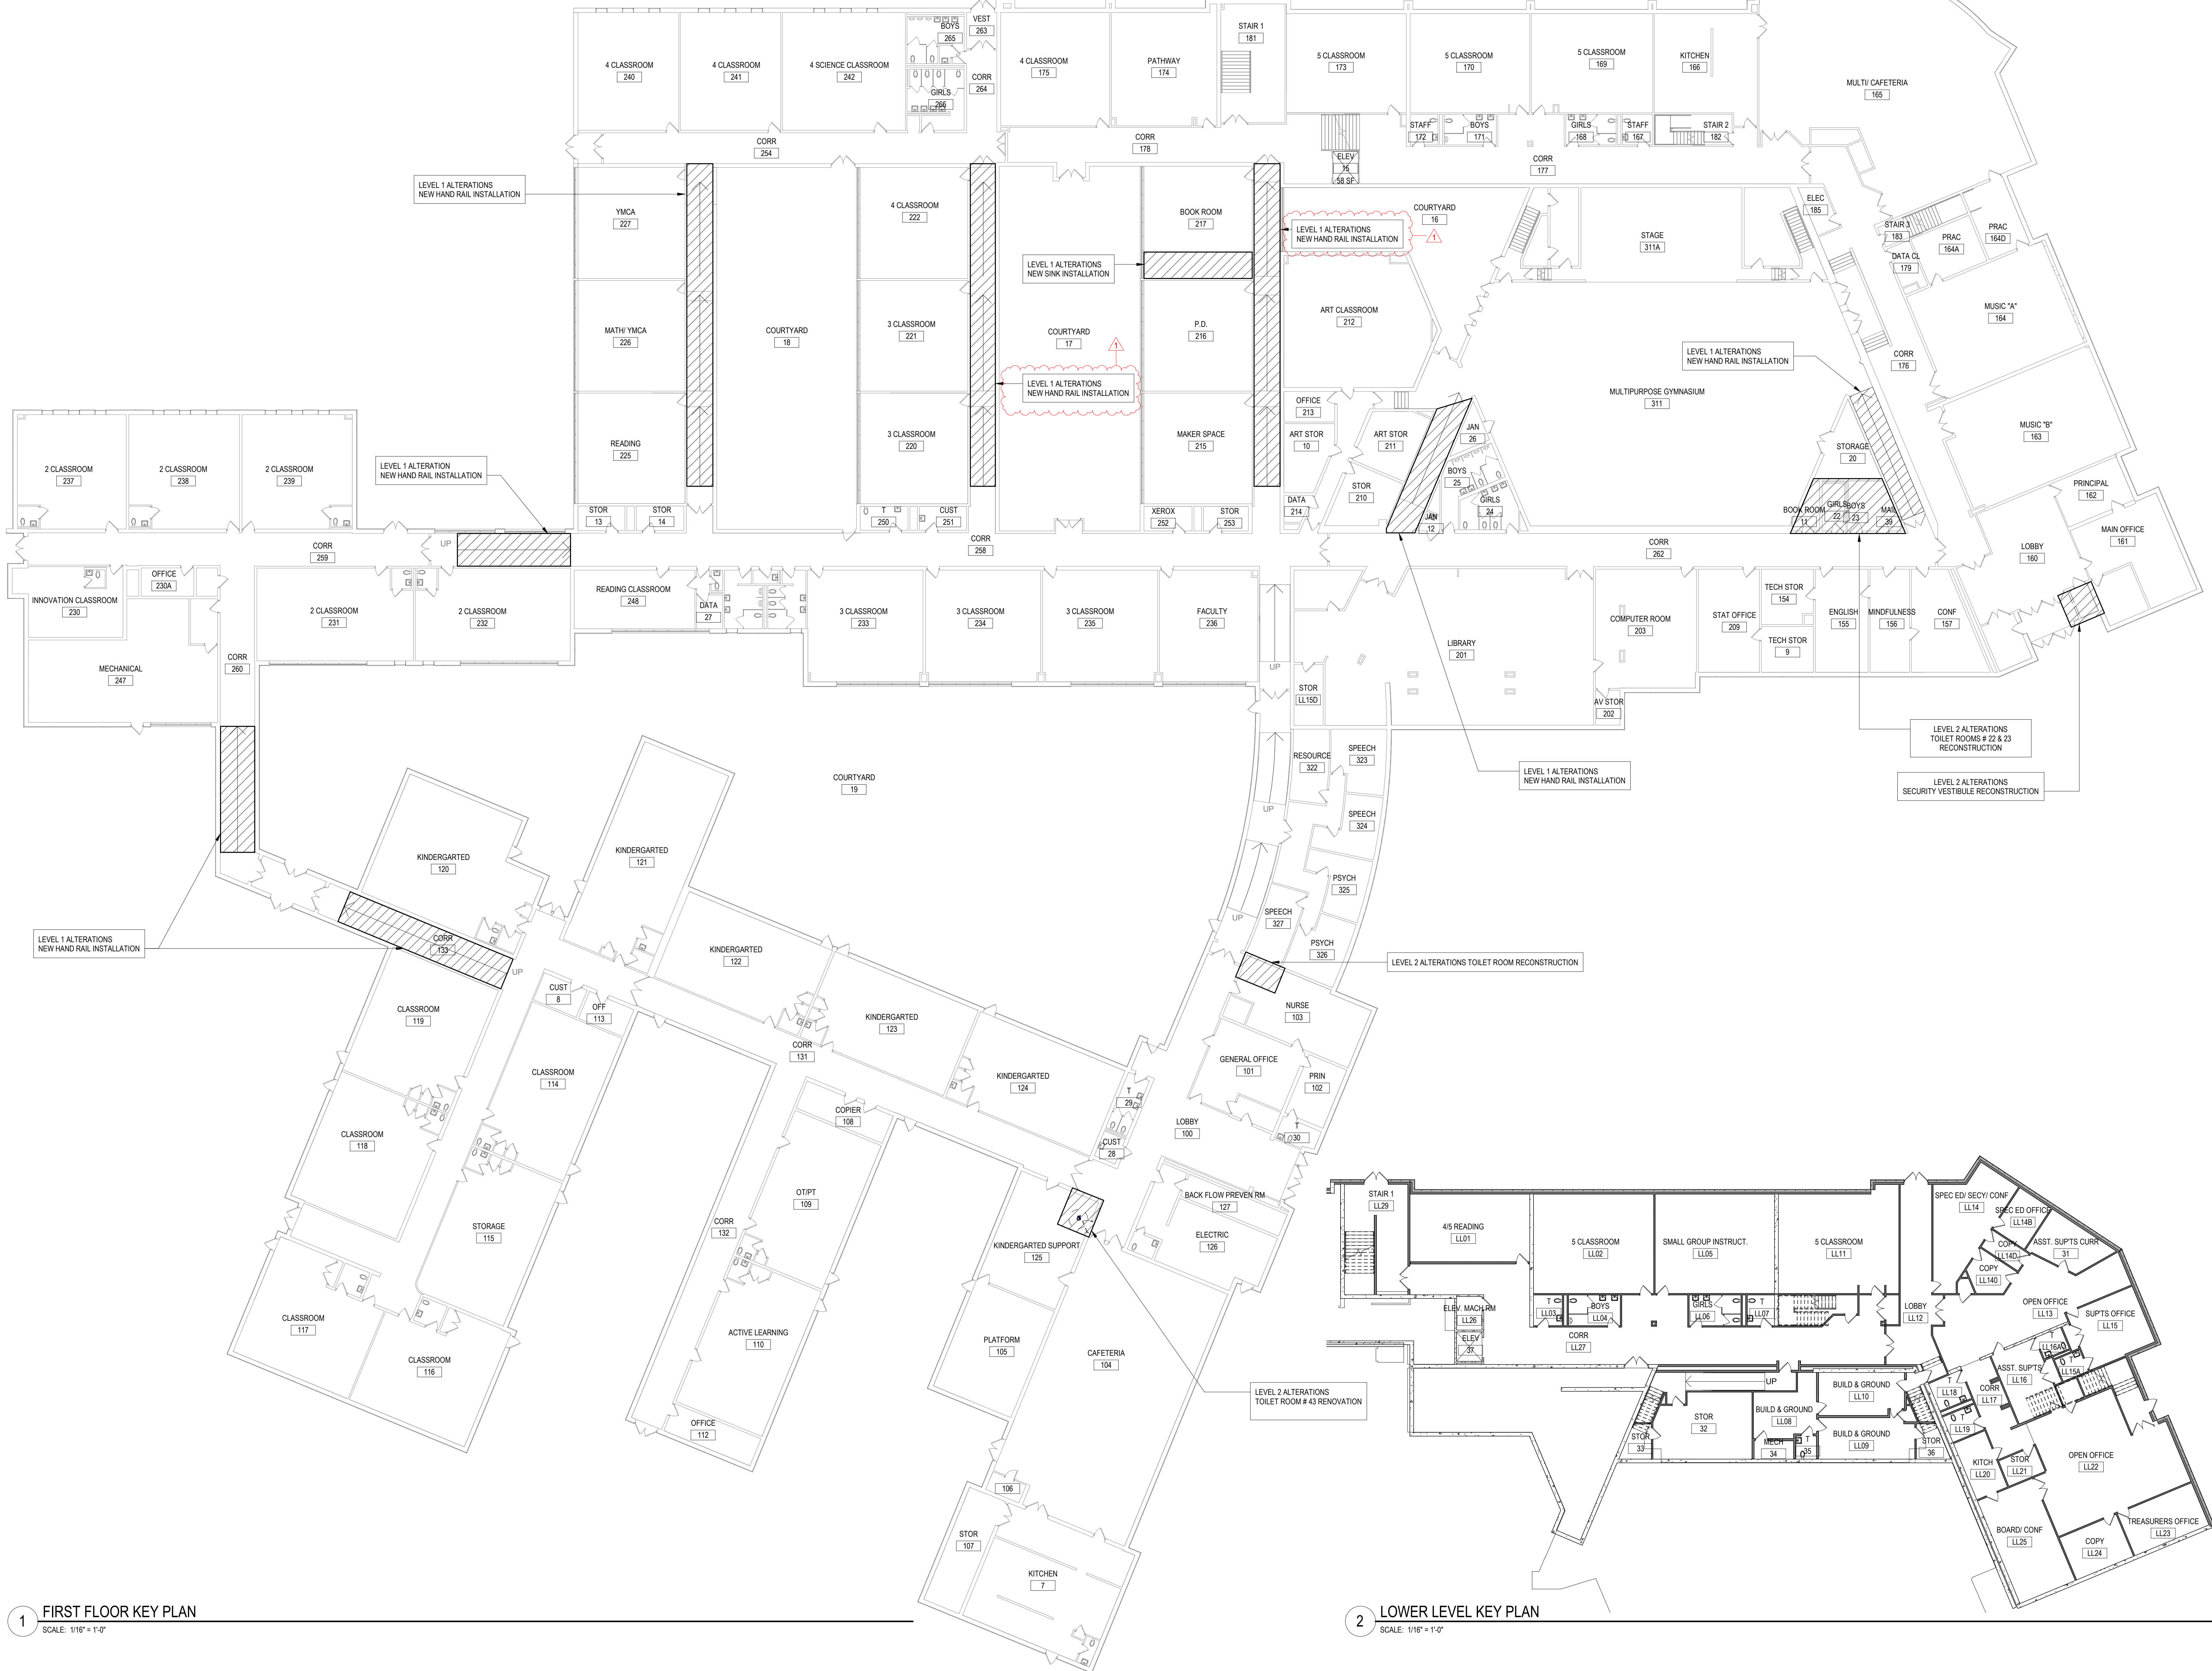 BOYS
265
VEST
263
STAIR 1
181
4 CLASSROOM
240
4 CLASSROOM
241
4 SCIENCE CLASSROOM
242
GIRLS
266
CORR
264
4 CLASSROOM
175
PATHWAY
174
5 CLASSROOM
173
5 CLASSROOM
170
5 CLASSROOM
169
KITCHEN
166
MULTI/ CAFETERIA
165
CORR
254
CORR
178
STAFF
172
BOYS
171
GIRLS
168
STAFF
167
STAIR 2
182
ELEV
15
58 SF
CORR
177
LEVEL 1 ALTERATIONS
NEW HAND RAIL INSTALLATION
YMCA
227
4 CLASSROOM
222
BOOK ROOM
217
LEVEL 1 ALTERATIONS
NEW HAND RAIL INSTALLATION
COURTYARD
16
1
STAGE
311A
ELEC
185
STAIR 3
183
PRAC
164A
PRAC
164D
DATA CL
179
LEVEL 1 ALTERATIONS
NEW SINK INSTALLATION
MUSIC "A"
164
MATH/ YMCA
226
COURTYARD
18
3 CLASSROOM
221
COURTYARD
17
1
P.D.
216
ART CLASSROOM
212
LEVEL 1 ALTERATIONS
NEW HAND RAIL INSTALLATION
CORR
176
LEVEL 1 ALTERATIONS
NEW HAND RAIL INSTALLATION
MULTIPURPOSE GYMNASIUM
311
OFFICE
213
ART STOR
10
ART STOR
211
JAN
26
MUSIC "B"
163
READING
225
3 CLASSROOM
220
MAKER SPACE
215
STORAGE
20
2 CLASSROOM
237
2 CLASSROOM
238
2 CLASSROOM
239
LEVEL 1 ALTERATION
NEW HAND RAIL INSTALLATION
BOYS
25
STOR
210
GIRLS
24
PRINCIPAL
162
STOR
13
STOR
14
T
250
CUST
251
XEROX
252
STOR
253
DATA
214
JAN
12
BOOK ROOM
11
GIRLS
22
BOYS
23
MAIL
39
MAIN OFFICE
161
CORR
259
UP
CORR
258
CORR
262
LOBBY
160
INNOVATION CLASSROOM
230
OFFICE
230A
2 CLASSROOM
231
2 CLASSROOM
232
READING CLASSROOM
248
DATA
27
3 CLASSROOM
233
3 CLASSROOM
234
3 CLASSROOM
235
FACULTY
236
COMPUTER ROOM
203
STAT OFFICE
209
TECH STOR
154
TECH STOR
9
ENGLISH
155
MINDFULNESS
156
CONF
157
LIBRARY
201
MECHANICAL
247
CORR
260
UP
STOR
LL15D
AV STOR
202
LEVEL 2 ALTERATIONS
TOILET ROOMS # 22 & 23
RECONSTRUCTION
RESOURCE
322
SPEECH
323
LEVEL 1 ALTERATIONS
NEW HAND RAIL INSTALLATION
LEVEL 2 ALTERATIONS
SECURITY VESTIBULE RECONSTRUCTION
COURTYARD
19
UP
SPEECH
324
KINDERGARTED
120
KINDERGARTED
121
PSYCH
325
SPEECH
327
UP
PSYCH
326
LEVEL 1 ALTERATIONS
NEW HAND RAIL INSTALLATION
CORR
133
UP
KINDERGARTED
122
LEVEL 2 ALTERATIONS TOILET ROOM RECONSTRUCTION
CUST
8
OFF
113
CLASSROOM
119
KINDERGARTED
123
NURSE
103
CORR
131
GENERAL OFFICE
101
PRIN
102
CLASSROOM
114
KINDERGARTED
124
T
29
COPIER
108
LOBBY
100
T
30
CLASSROOM
118
CUST
28
OT/PT
109
BACK FLOW PREVEN RM
127
STORAGE
115
CORR
132
KINDERGARTED SUPPORT
125
ELECTRIC
126
CLASSROOM
117
ACTIVE LEARNING
110
PLATFORM
105
CAFETERIA
104
CLASSROOM
116
LEVEL 2 ALTERATIONS
TOILET ROOM # 43 RENOVATION
OFFICE
112
106
STOR
107
KITCHEN
7
1
FIRST FLOOR KEY PLAN
SCALE: 1/16" = 1'-0"
STAIR 1
LL29
4/5 READING
LL01
5 CLASSROOM
LL02
SMALL GROUP INSTRUCT.
LL05
5 CLASSROOM
LL11
SPEC ED/ SECY/ CONF
LL14
SPEC ED OFFICE
LL14B
ASST. SUPTS CURR
31
COPY
LL14D
COPY
LL140
ELEV. MACH RM
LL26
T
LL03
BOYS
LL04
GIRLS
LL06
T
LL07
LOBBY
LL12
OPEN OFFICE
LL13
SUPTS OFFICE
LL15
ELEV
37
CORR
LL27
T
LL16A
T
LL15A
ASST. SUPTS
LL16
UP
BUILD & GROUND
LL10
T
LL18
CORR
LL17
STOR
32
BUILD & GROUND
LL08
BUILD & GROUND
LL09
T
LL19
STOR
33
MECH
34
T
35
STOR
36
KITCH
LL20
STOR
LL21
OPEN OFFICE
LL22
BOARD/ CONF
LL25
COPY
LL24
TREASURERS OFFICE
LL23
2
LOWER LEVEL KEY PLAN
SCALE: 1/16" = 1'-0"